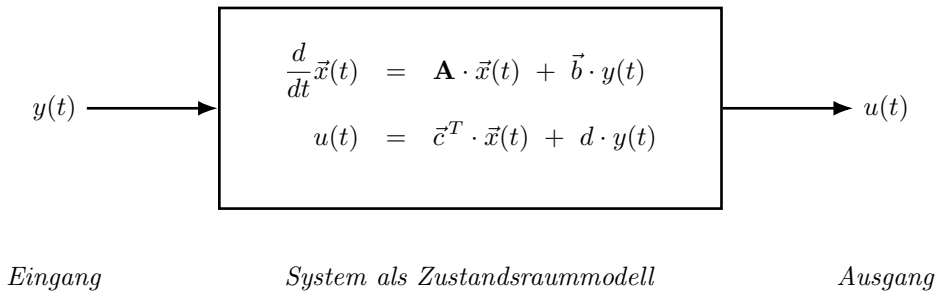 d/dt x⃗(t) = A · x⃗(t) + b⃗ · y(t)
y(t)
u(t)
u(t) = c⃗ᵀ · x⃗(t) + d · y(t)
Eingang
System als Zustandsraummodell
Ausgang